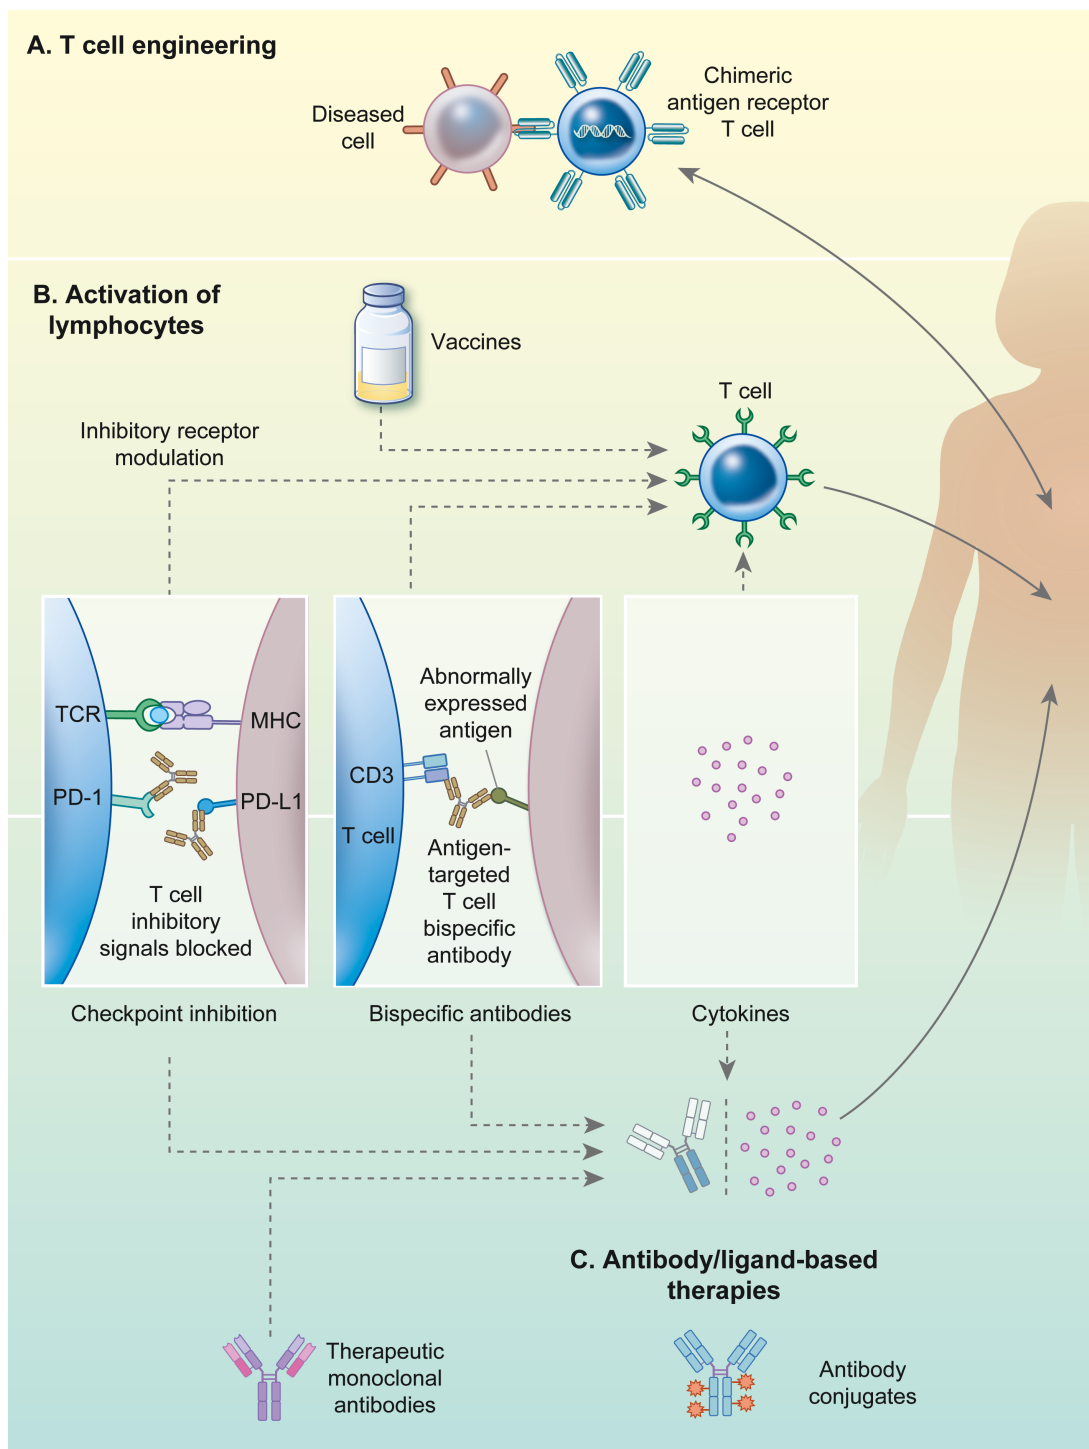 A. T cell engineering
Diseased
cell
Chimeric
antigen receptor
T cell
B. Activation of
lymphocytes
Vaccines
T cell
Inhibitory receptor
modulation
TCR
MHC
PD-1
PD-L1
T cell
inhibitory
signals blocked
Abnormally
expressed
antigen
CD3
T cell
Antigen-
targeted
T cell
bispecific
antibody
Checkpoint inhibition
Bispecific antibodies
Cytokines
C. Antibody/ligand-based
therapies
Therapeutic
monoclonal
antibodies
Antibody
conjugates